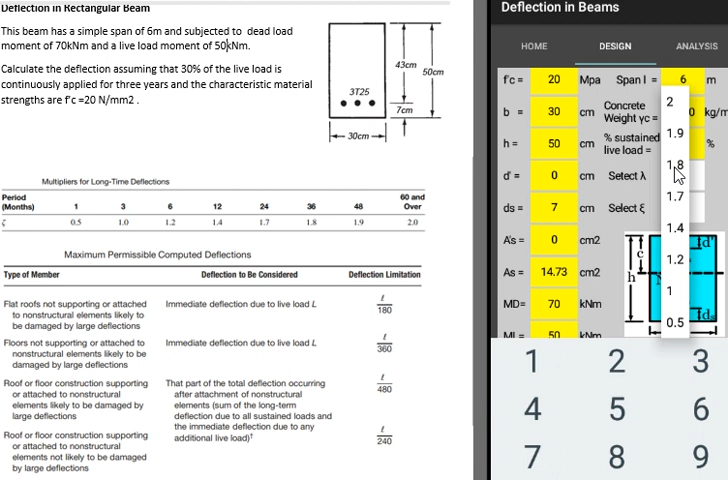 Deflection in Rectangular Beam
This beam has a simple span of 6m and subjected to dead load
moment of 70kNm and a live load moment of 50kNm.
Calculate the deflection assuming that 30% of the live load is
continuously applied for three years and the characteristic material
strengths are f'c =20 N/mm2 .
43cm
50cm
3T25
7cm
30cm
Multipliers for Long-Time Deflections
Period
(Months) 1 3 6 12 24 36 48 60 and
Over
ζ 0.5 1.0 1.2 1.4 1.7 1.8 1.9 2.0
Maximum Permissible Computed Deflections
Type of Member Deflection to Be Considered Deflection Limitation
Flat roofs not supporting or attached
to nonstructural elements likely to
be damaged by large deflections
Immediate deflection due to live load L
ℓ
180
Floors not supporting or attached to
nonstructural elements likely to be
damaged by large deflections
Immediate deflection due to live load L
ℓ
360
Roof or floor construction supporting
or attached to nonstructural
elements likely to be damaged by
large deflections
That part of the total deflection occurring
after attachment of nonstructural
elements (sum of the long-term
deflection due to all sustained loads and
the immediate deflection due to any
additional live load)†
ℓ
480
Roof or floor construction supporting
or attached to nonstructural
elements not likely to be damaged
by large deflections
ℓ
240
Deflection in Beams
HOME DESIGN ANALYSIS
f'c = 20 Mpa Span l = 6 m
b = 30 cm Concrete
Weight γc = 0 kg/m
h = 50 cm % sustained
live load = %
d' = 0 cm Select λ
ds = 7 cm Select ξ
A's = 0 cm2
As = 14.73 cm2
MD= 70 kNm
ML= 50 kNm
2
1.9
1.8
1.7
1.4
1.2
1
0.5
c
h
d'
d
1 2 3
4 5 6
7 8 9